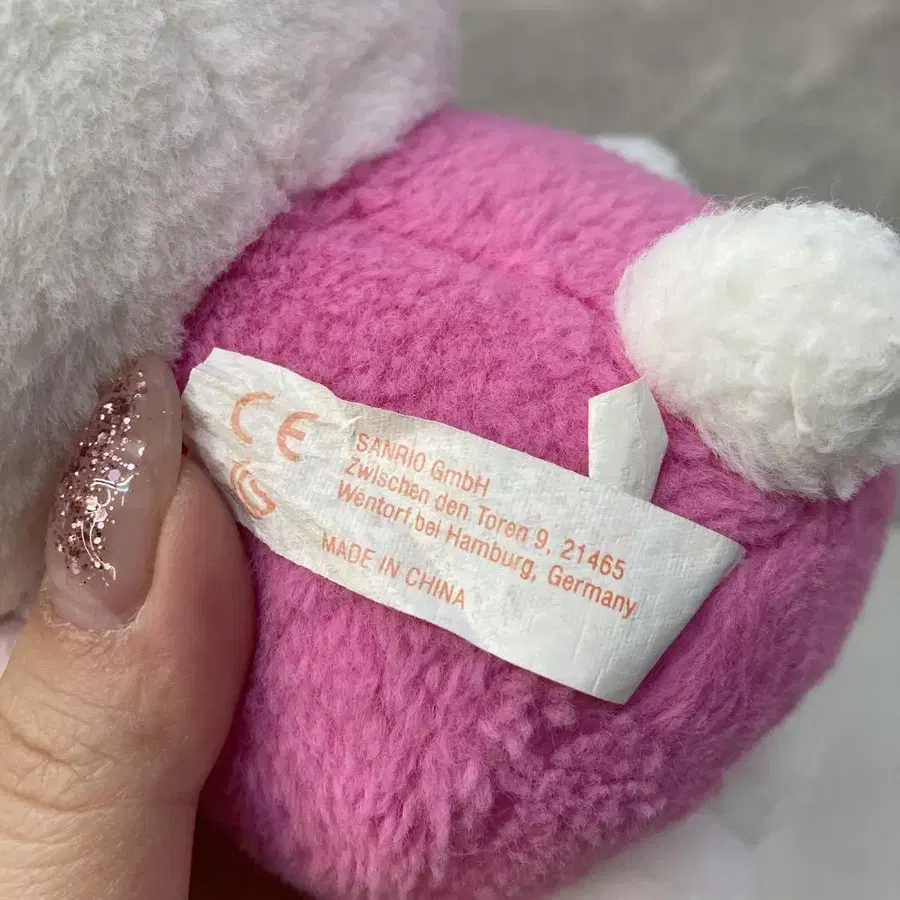 CE
SANRIO GmbH
Zwischen den Toren 9, 21465
Wentorf bei Hamburg, Germany
MADE IN CHINA